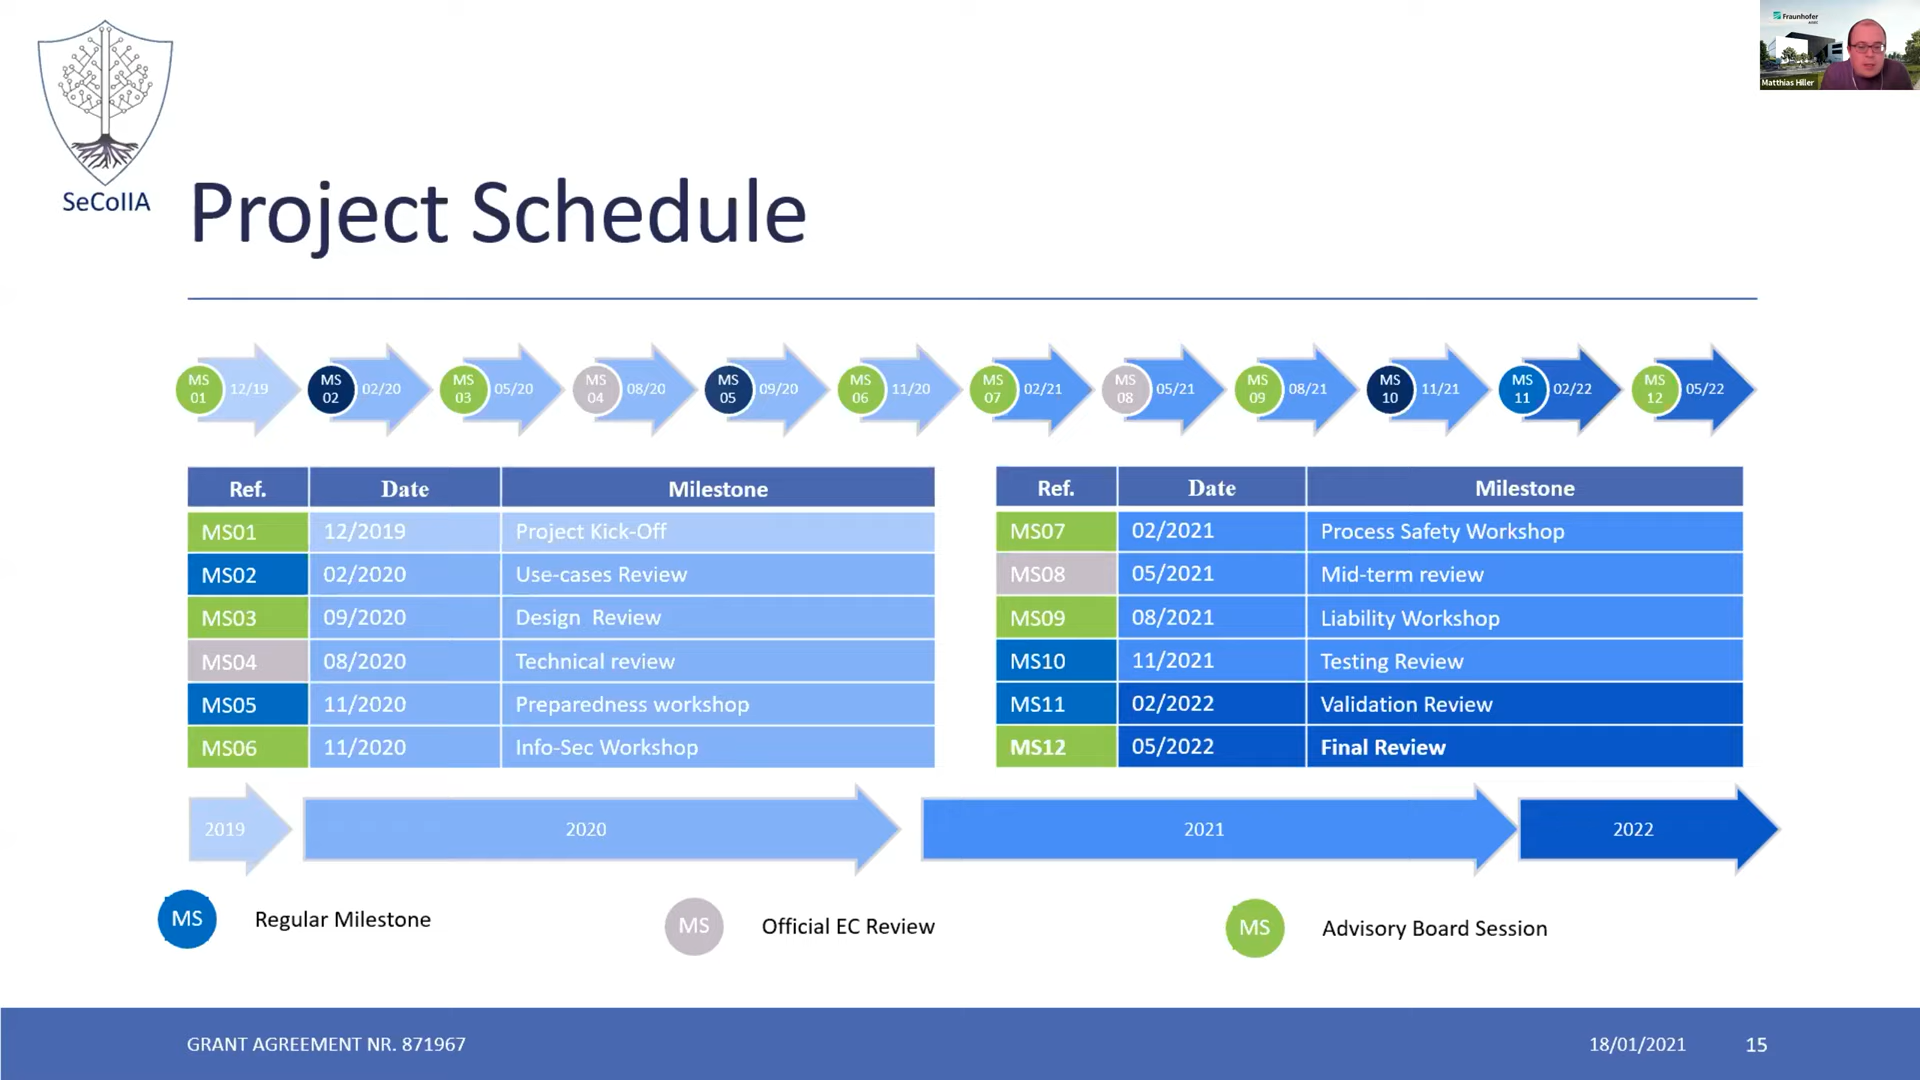 Fraunhofer
Matthias Hiller
SeCoIIA
Project Schedule
MS 01 12/19
MS 02 02/20
MS 03 05/20
MS 04 08/20
MS 05 09/20
MS 06 11/20
MS 07 02/21
MS 08 05/21
MS 09 08/21
MS 10 11/21
MS 11 02/22
MS 12 05/22
Ref. Date Milestone
MS01 12/2019 Project Kick-Off
MS02 02/2020 Use-cases Review
MS03 09/2020 Design Review
MS04 08/2020 Technical review
MS05 11/2020 Preparedness workshop
MS06 11/2020 Info-Sec Workshop
Ref. Date Milestone
MS07 02/2021 Process Safety Workshop
MS08 05/2021 Mid-term review
MS09 08/2021 Liability Workshop
MS10 11/2021 Testing Review
MS11 02/2022 Validation Review
MS12 05/2022 Final Review
2019 2020 2021 2022
MS Regular Milestone
MS Official EC Review
MS Advisory Board Session
GRANT AGREEMENT NR. 871967
18/01/2021 15